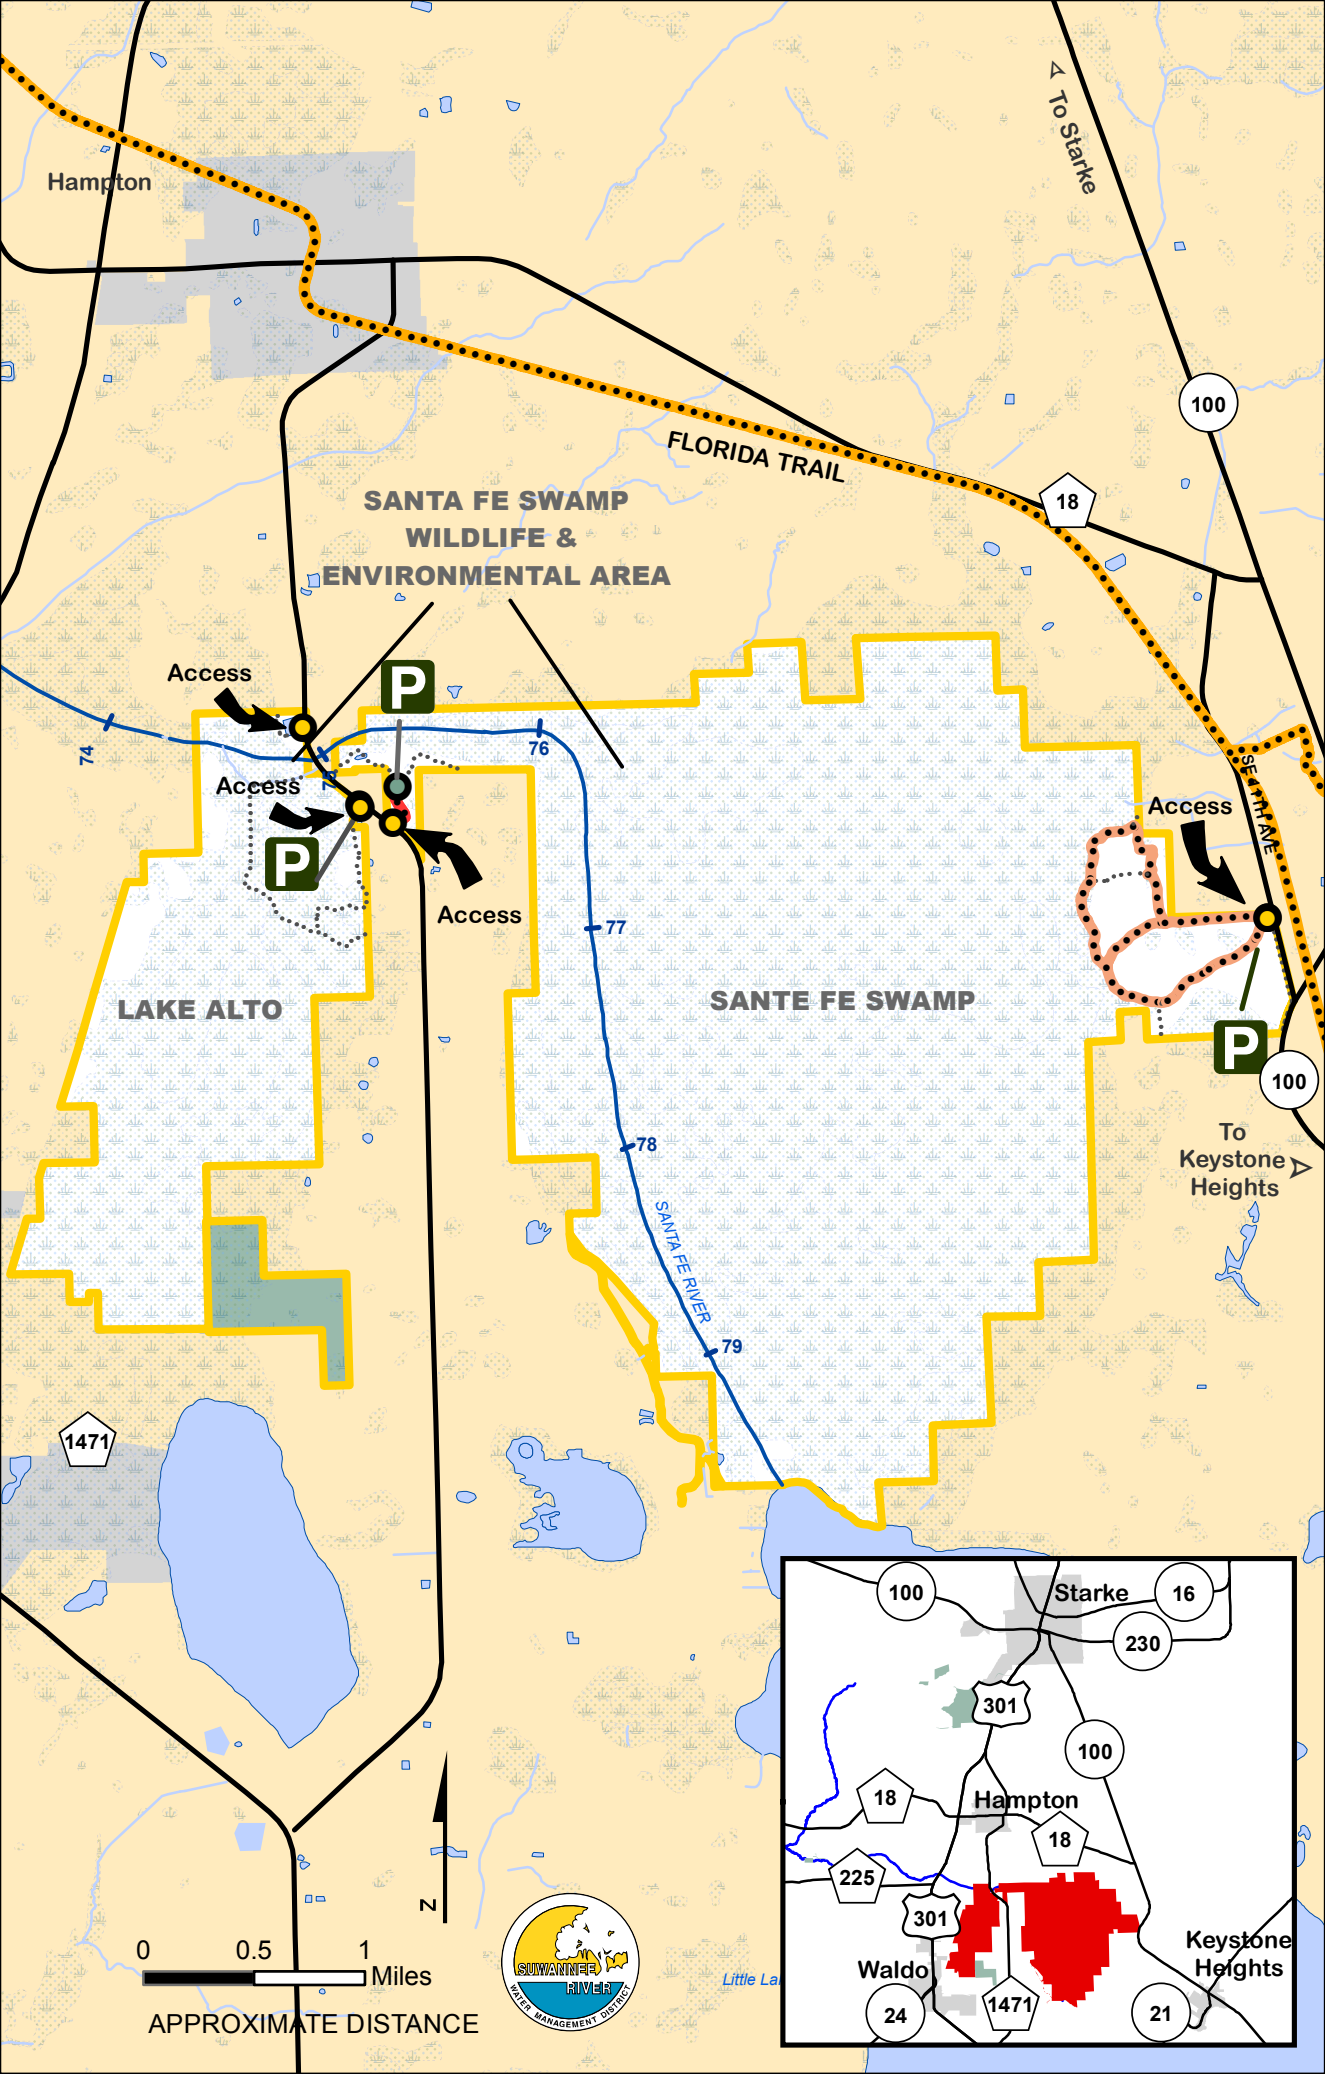 To Starke
Hampton
100
FLORIDA TRAIL
18
SANTA FE SWAMP
WILDLIFE &
ENVIRONMENTAL AREA
Access
P
74
76
SE 4TH AVE
Access
Access
P
Access
77
LAKE ALTO
SANTE FE SWAMP
P
100
78
To
Keystone
Heights
SANTA FE RIVER
79
1471
N
0 0.5 1
Miles
APPROXIMATE DISTANCE
SUWANNEE
RIVER
WATER MANAGEMENT DISTRICT
Little La
100
Starke
16
230
301
100
18
Hampton
18
225
301
Keystone
Heights
Waldo
1471
24
21